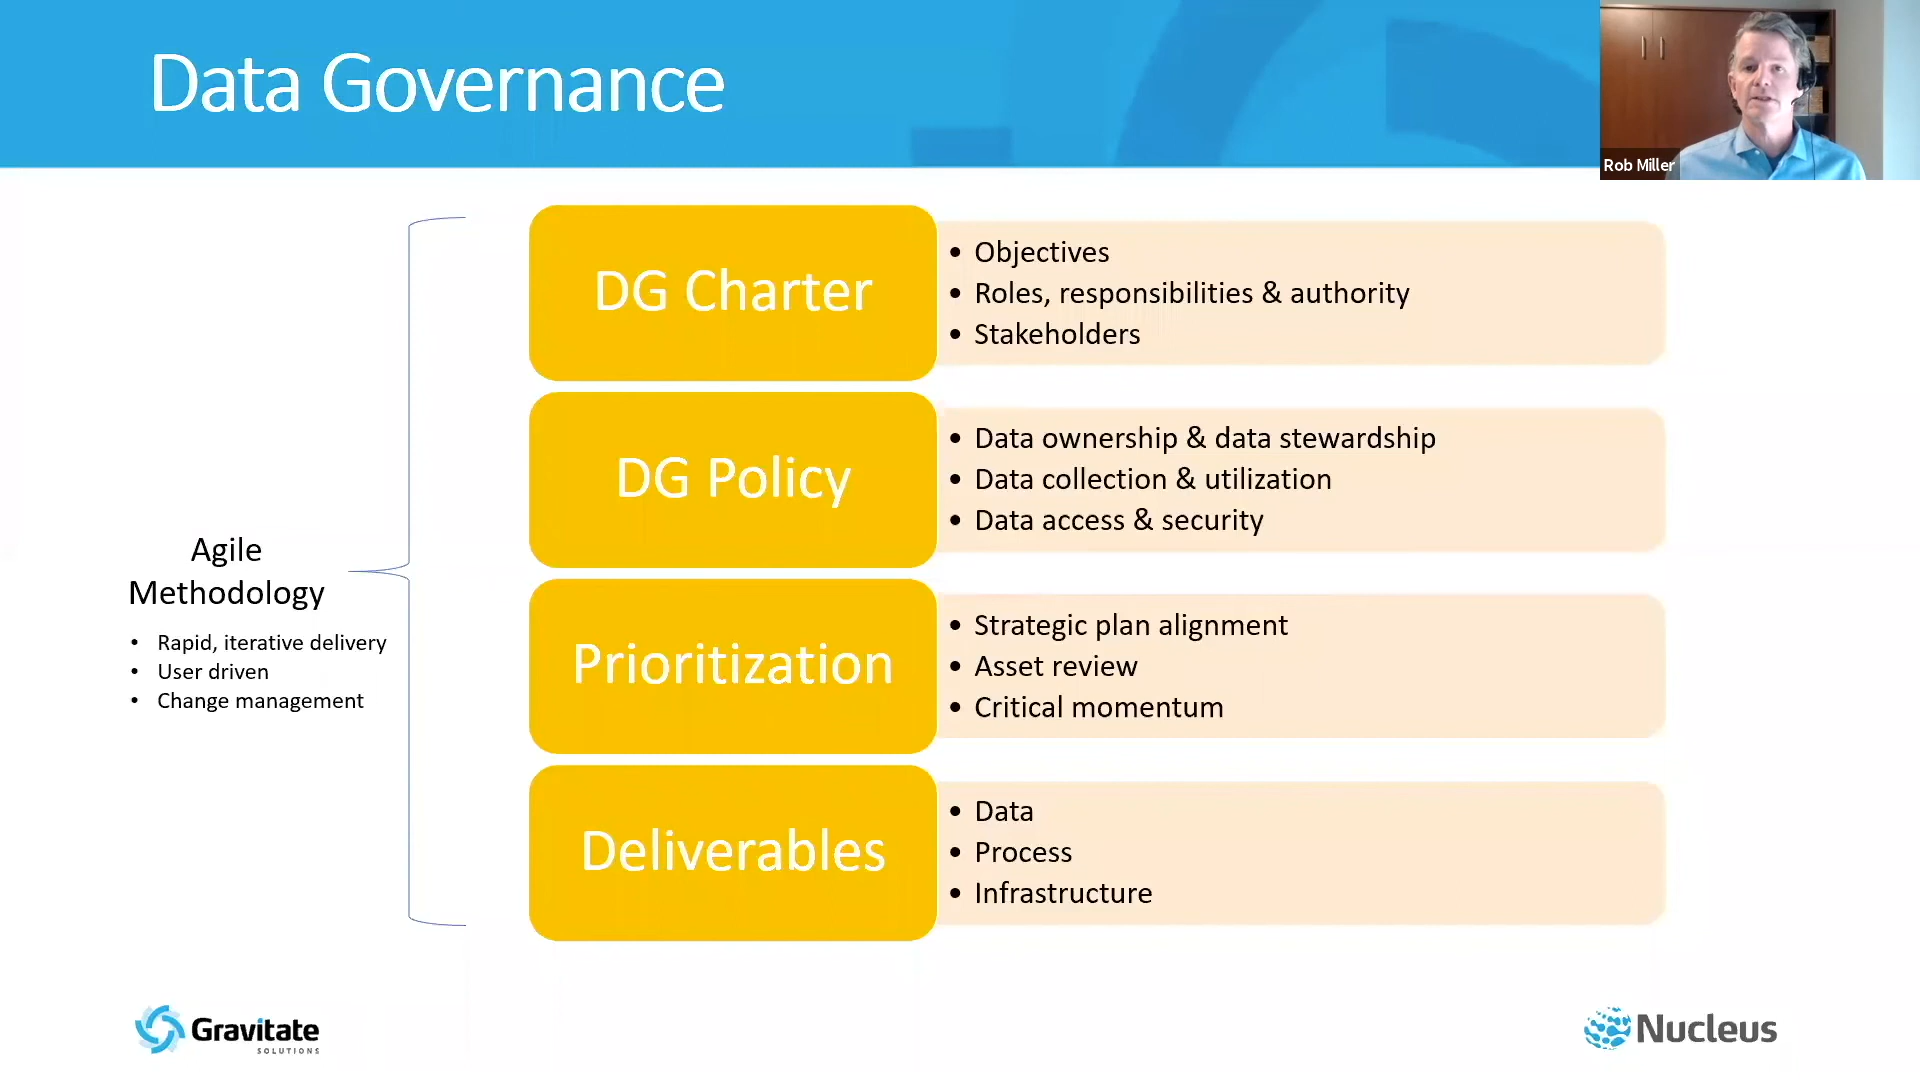 Data Governance
Rob Miller
DG Charter
• Objectives
• Roles, responsibilities & authority
• Stakeholders
DG Policy
• Data ownership & data stewardship
• Data collection & utilization
• Data access & security
Agile
Methodology
• Rapid, iterative delivery
• User driven
• Change management
Prioritization
• Strategic plan alignment
• Asset review
• Critical momentum
Deliverables
• Data
• Process
• Infrastructure
Gravitate
SOLUTIONS
Nucleus